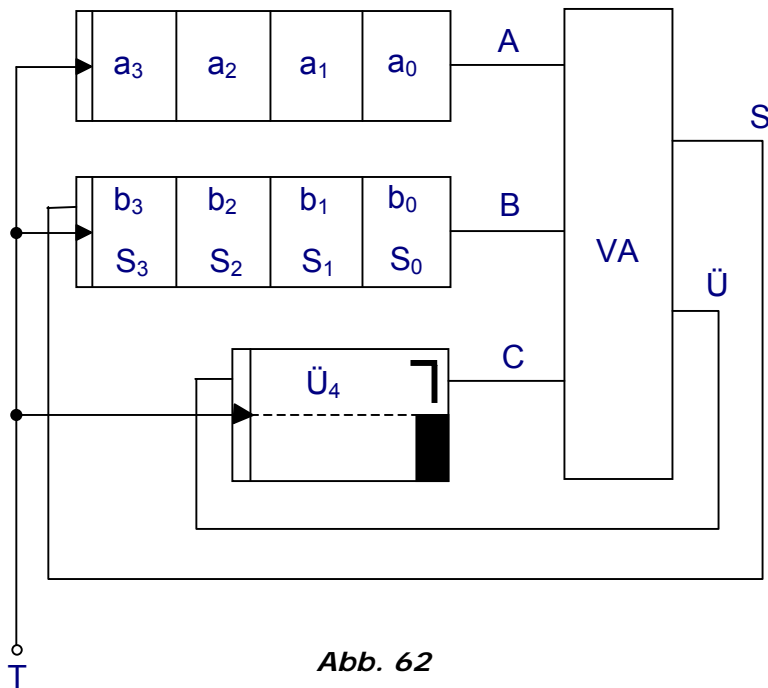 a₃ a₂ a₁ a₀
A
b₃ b₂ b₁ b₀
S₃ S₂ S₁ S₀
B
Ü₄
C
VA
S
Ü
T
Abb. 62